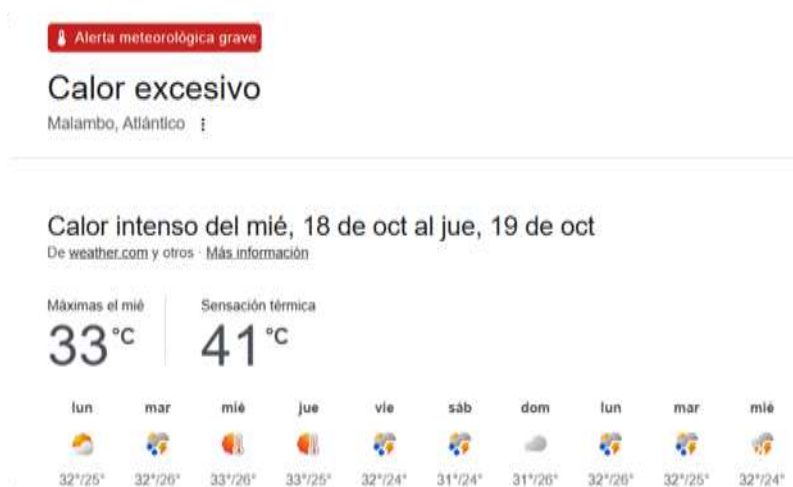 Alerta meteorológica grave
Calor excesivo
Malambo, Atlántico
Calor intenso del mié, 18 de oct al jue, 19 de oct
De weather.com y otros · Más información
Máximas el mié Sensación térmica
33°C 41°C
lun mar mié jue vie sáb dom lun mar mié
32°/25° 32°/26° 33°/26° 33°/25° 32°/24° 31°/24° 31°/26° 32°/26° 32°/25° 32°/24°